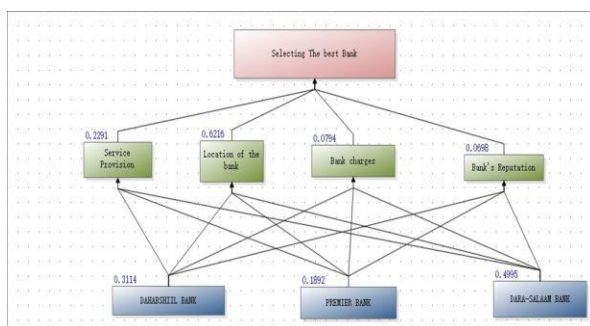 Selecting The best Bank
0.2291
0.6216
0.0794
0.0698
Service
Provision
Location of the
bank
Bank charges
Bank's Reputation
0.3114
0.1892
0.4995
DAHARSHIIL BANK
PREMIER BANK
DARA-SALAAM BANK